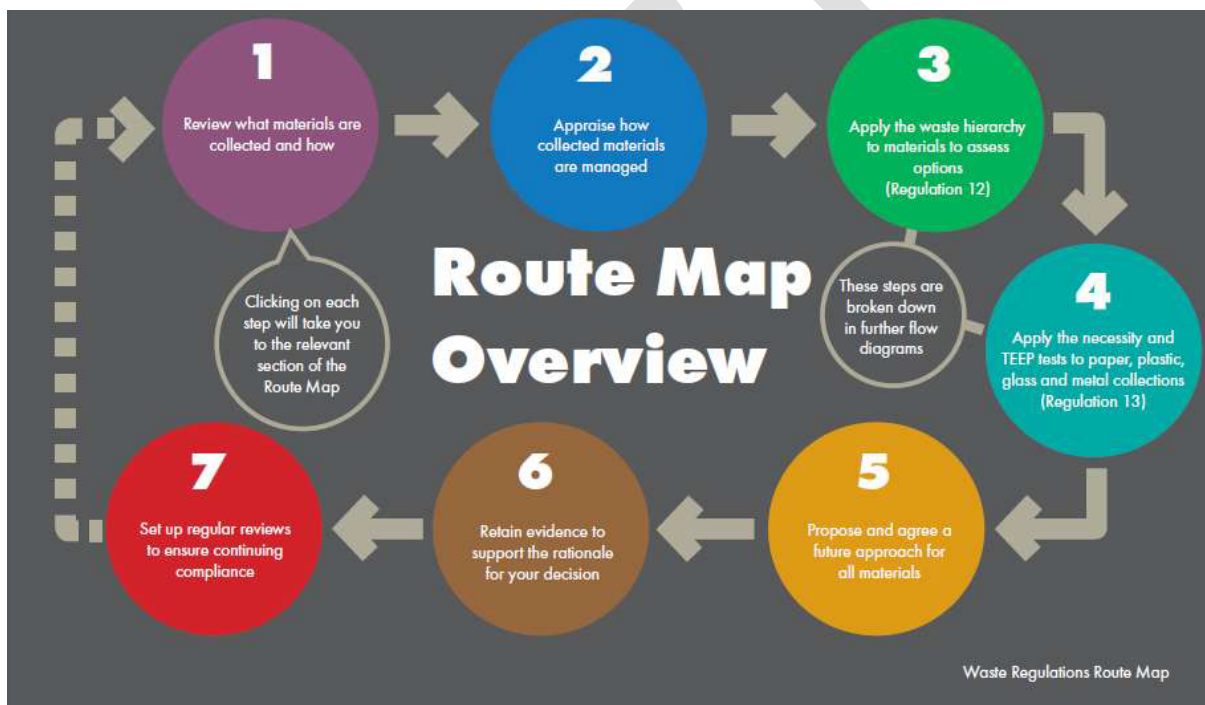 1
Review what materials are
collected and how
2
Appraise how
collected materials
are managed
3
Apply the waste hierarchy
to materials to assess
options
(Regulation 12)
Clicking on each
step will take you
to the relevant
section of the
Route Map
Route Map
Overview
These steps are
broken down
in further flow
diagrams
4
Apply the necessity and
TEEP tests to paper, plastic,
glass and metal collections
(Regulation 13)
5
Propose and agree a
future approach for
all materials
6
Retain evidence to
support the rationale
for your decision
7
Set up regular reviews
to ensure continuing
compliance
Waste Regulations Route Map